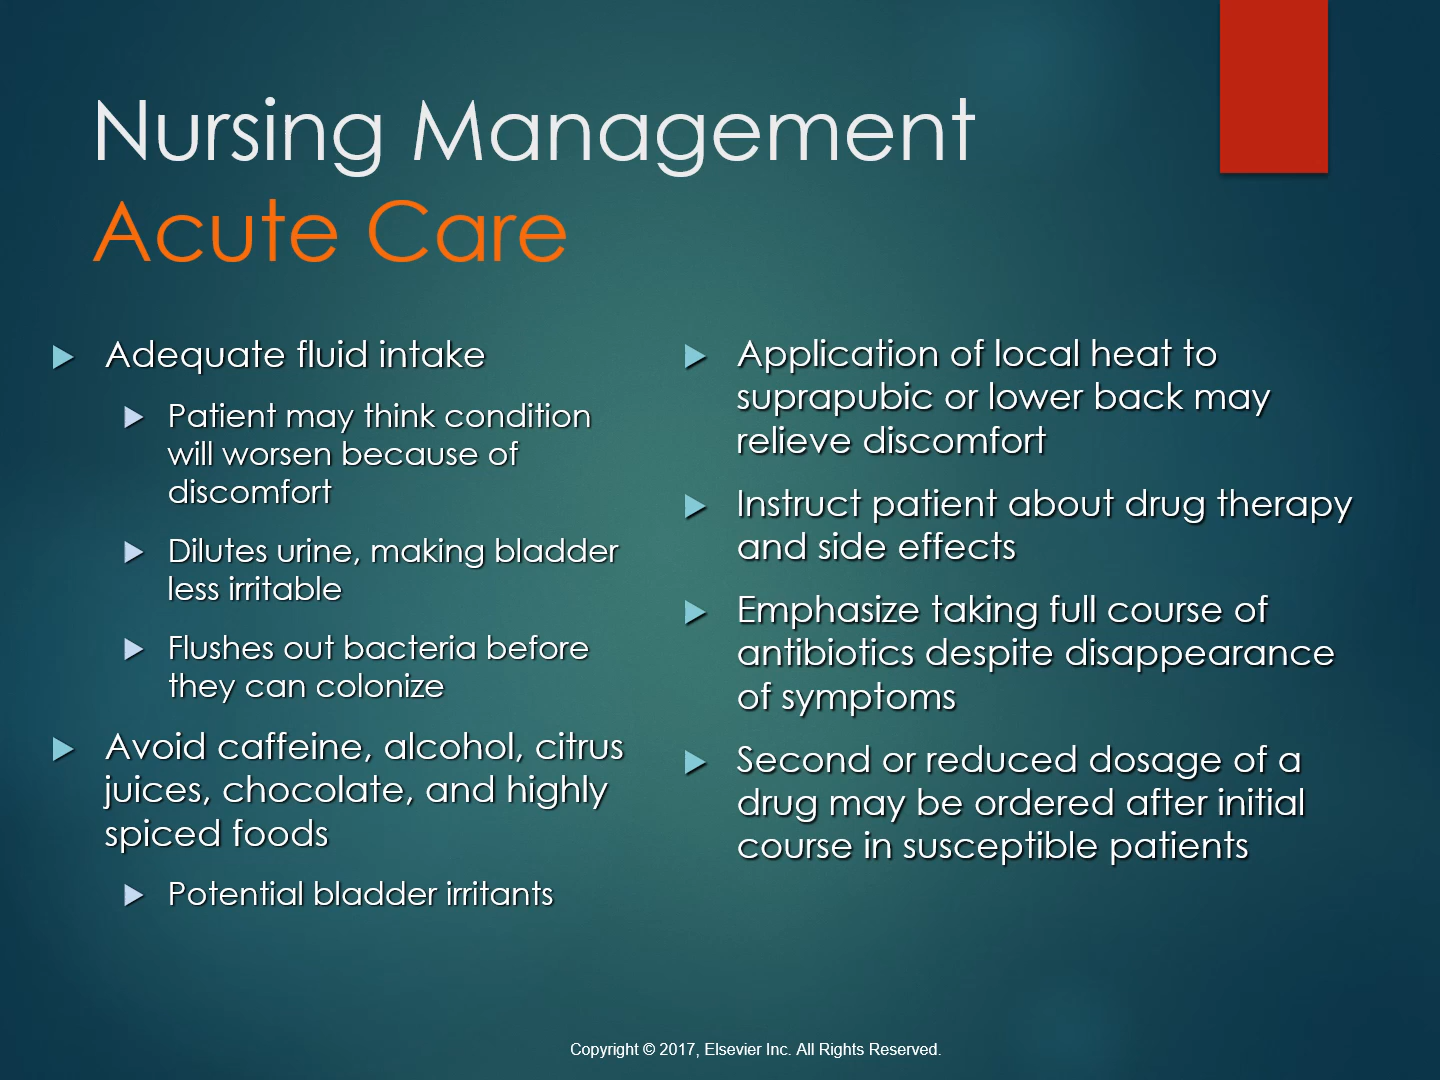 Nursing Management
Acute Care
Adequate fluid intake
Patient may think condition
will worsen because of
discomfort
Dilutes urine, making bladder
less irritable
Flushes out bacteria before
they can colonize
Avoid caffeine, alcohol, citrus
juices, chocolate, and highly
spiced foods
Potential bladder irritants
Application of local heat to
suprapubic or lower back may
relieve discomfort
Instruct patient about drug therapy
and side effects
Emphasize taking full course of
antibiotics despite disappearance
of symptoms
Second or reduced dosage of a
drug may be ordered after initial
course in susceptible patients
Copyright © 2017, Elsevier Inc. All Rights Reserved.